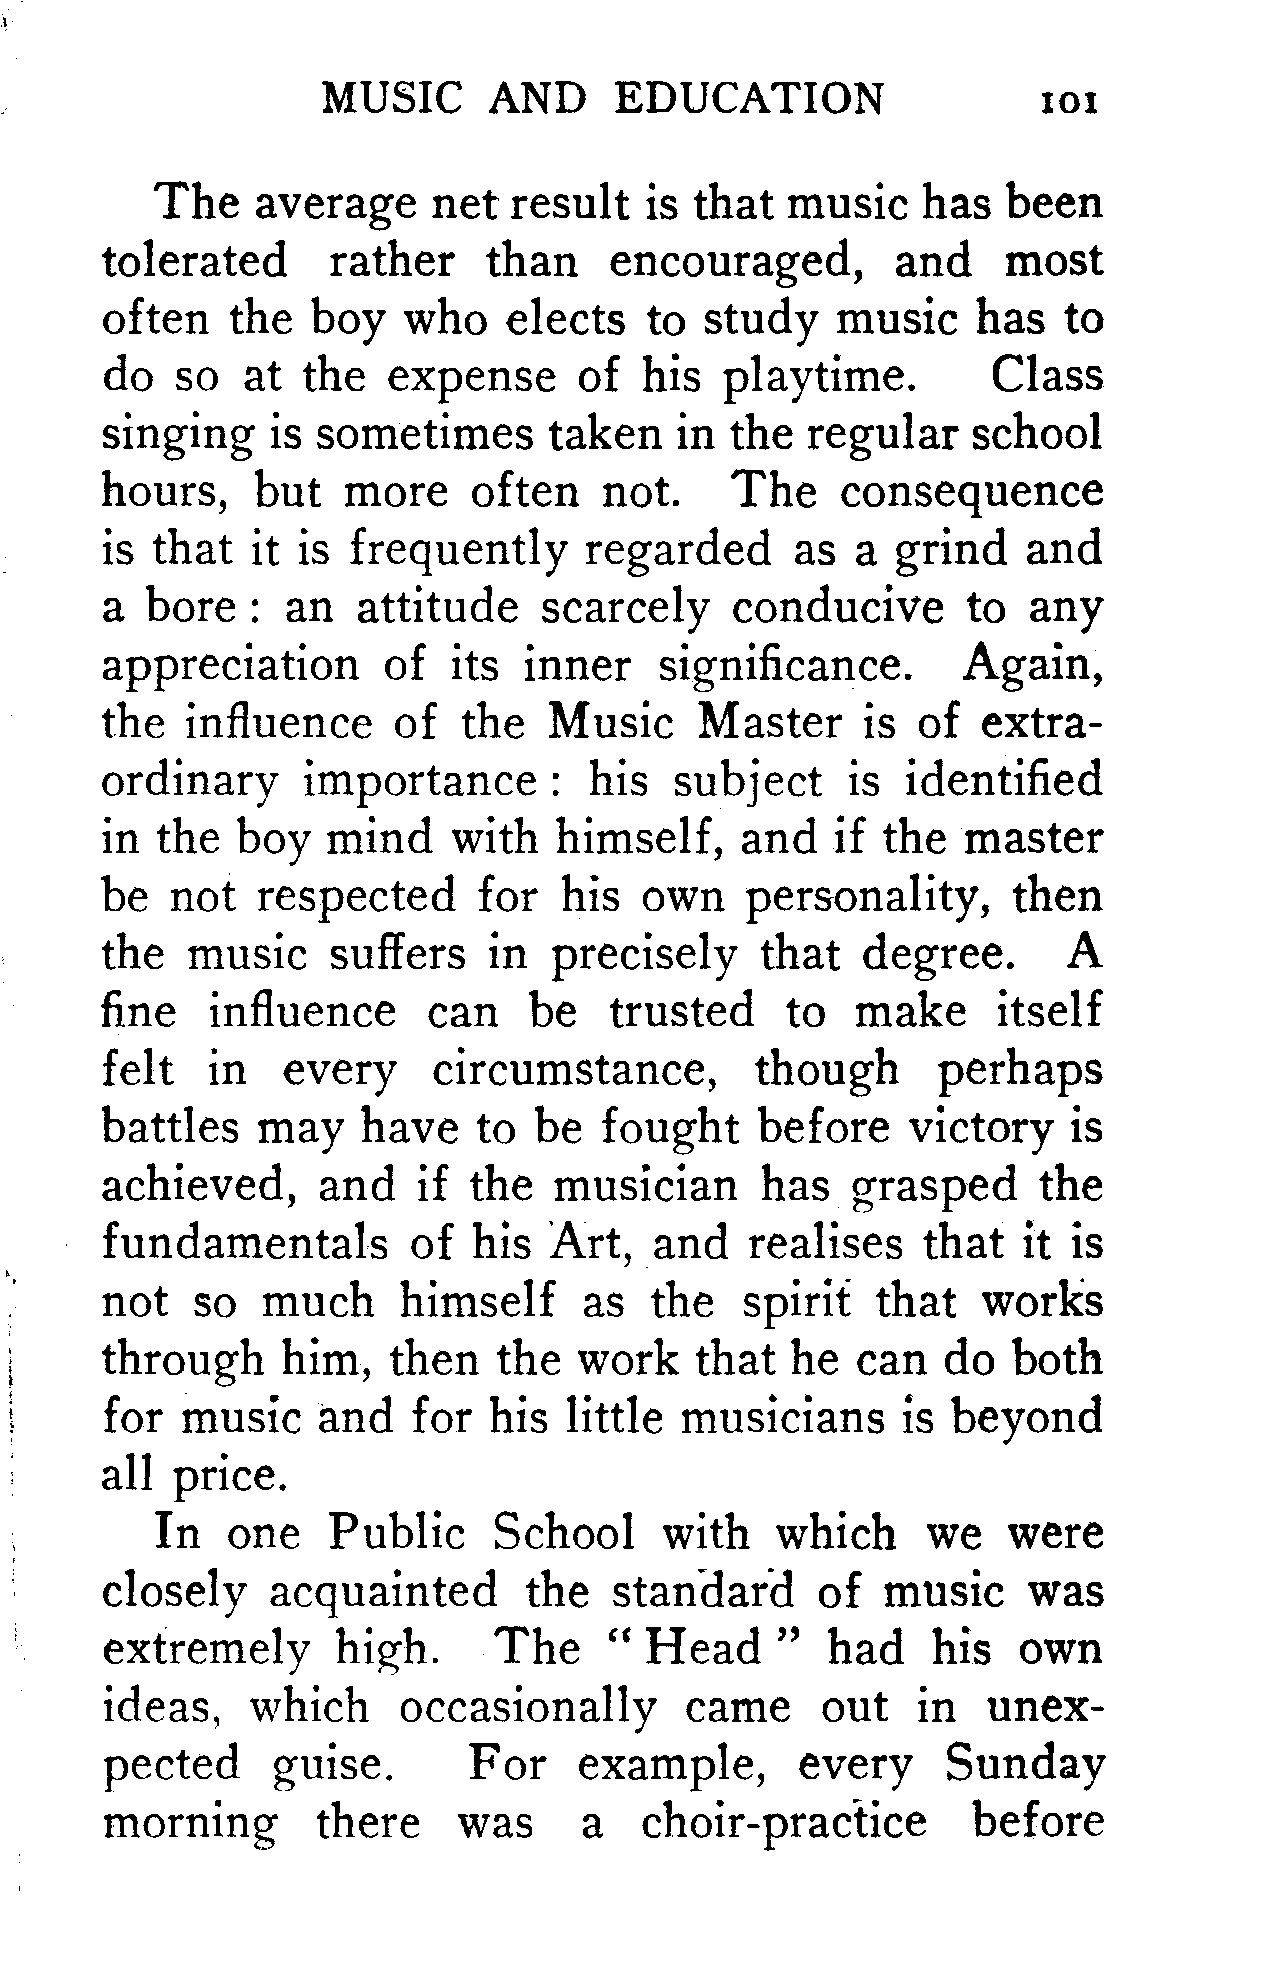 MUSIC AND EDUCATION 101
The average net result is that music has been
tolerated rather than encouraged, and most
often the boy who elects to study music has to
do so at the expense of his playtime. Class
singing is sometimes taken in the regular school
hours, but more often not. The consequence
is that it is frequently regarded as a grind and
a bore : an attitude scarcely conducive to any
appreciation of its inner significance. Again,
the influence of the Music Master is of extra-
ordinary importance : his subject is identified
in the boy mind with himself, and if the master
be not respected for his own personality, then
the music suffers in precisely that degree. A
fine influence can be trusted to make itself
felt in every circumstance, though perhaps
battles may have to be fought before victory is
achieved, and if the musician has grasped the
fundamentals of his Art, and realises that it is
not so much himself as the spirit that works
through him, then the work that he can do both
for music and for his little musicians is beyond
all price.
In one Public School with which we were
closely acquainted the standard of music was
extremely high. The “ Head ” had his own
ideas, which occasionally came out in unex-
pected guise. For example, every Sunday
morning there was a choir-practice before